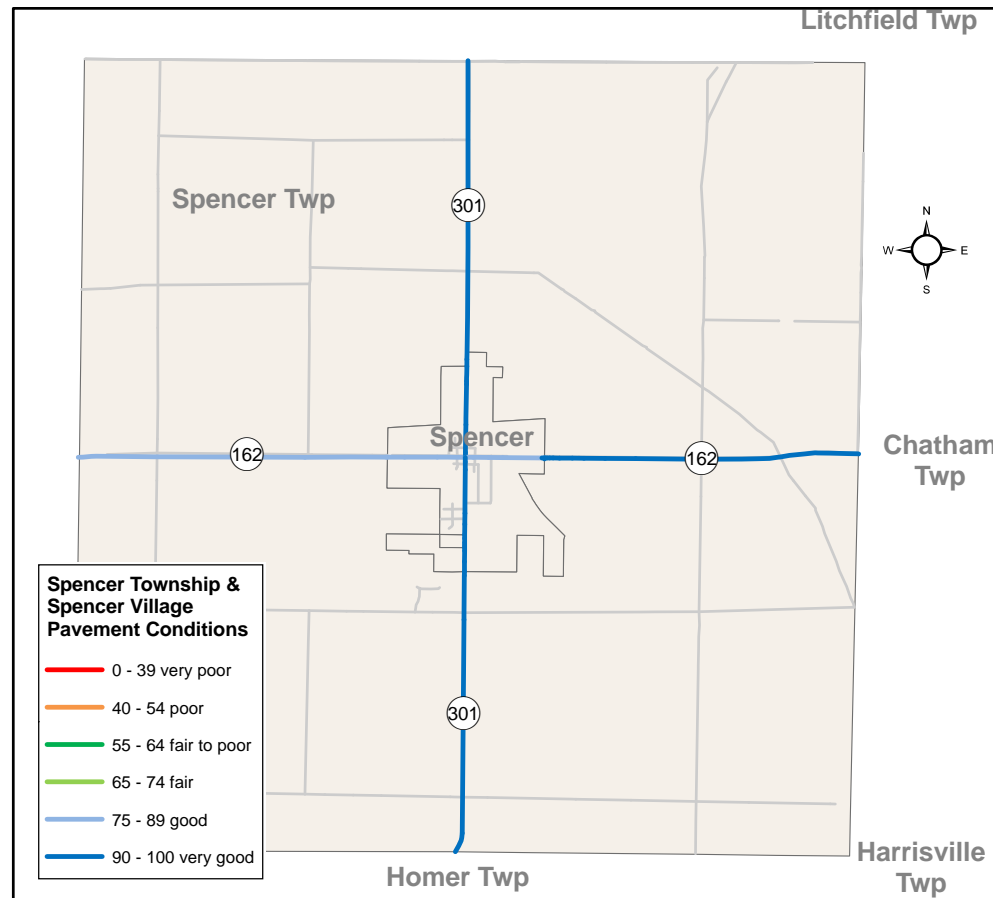 Litchfield Twp
Spencer Twp
301
N
W E
S
Spencer
162
162
Chatham
Twp
Spencer Township &
Spencer Village
Pavement Conditions
0 - 39 very poor
40 - 54 poor
55 - 64 fair to poor
65 - 74 fair
75 - 89 good
90 - 100 very good
301
Homer Twp
Harrisville
Twp